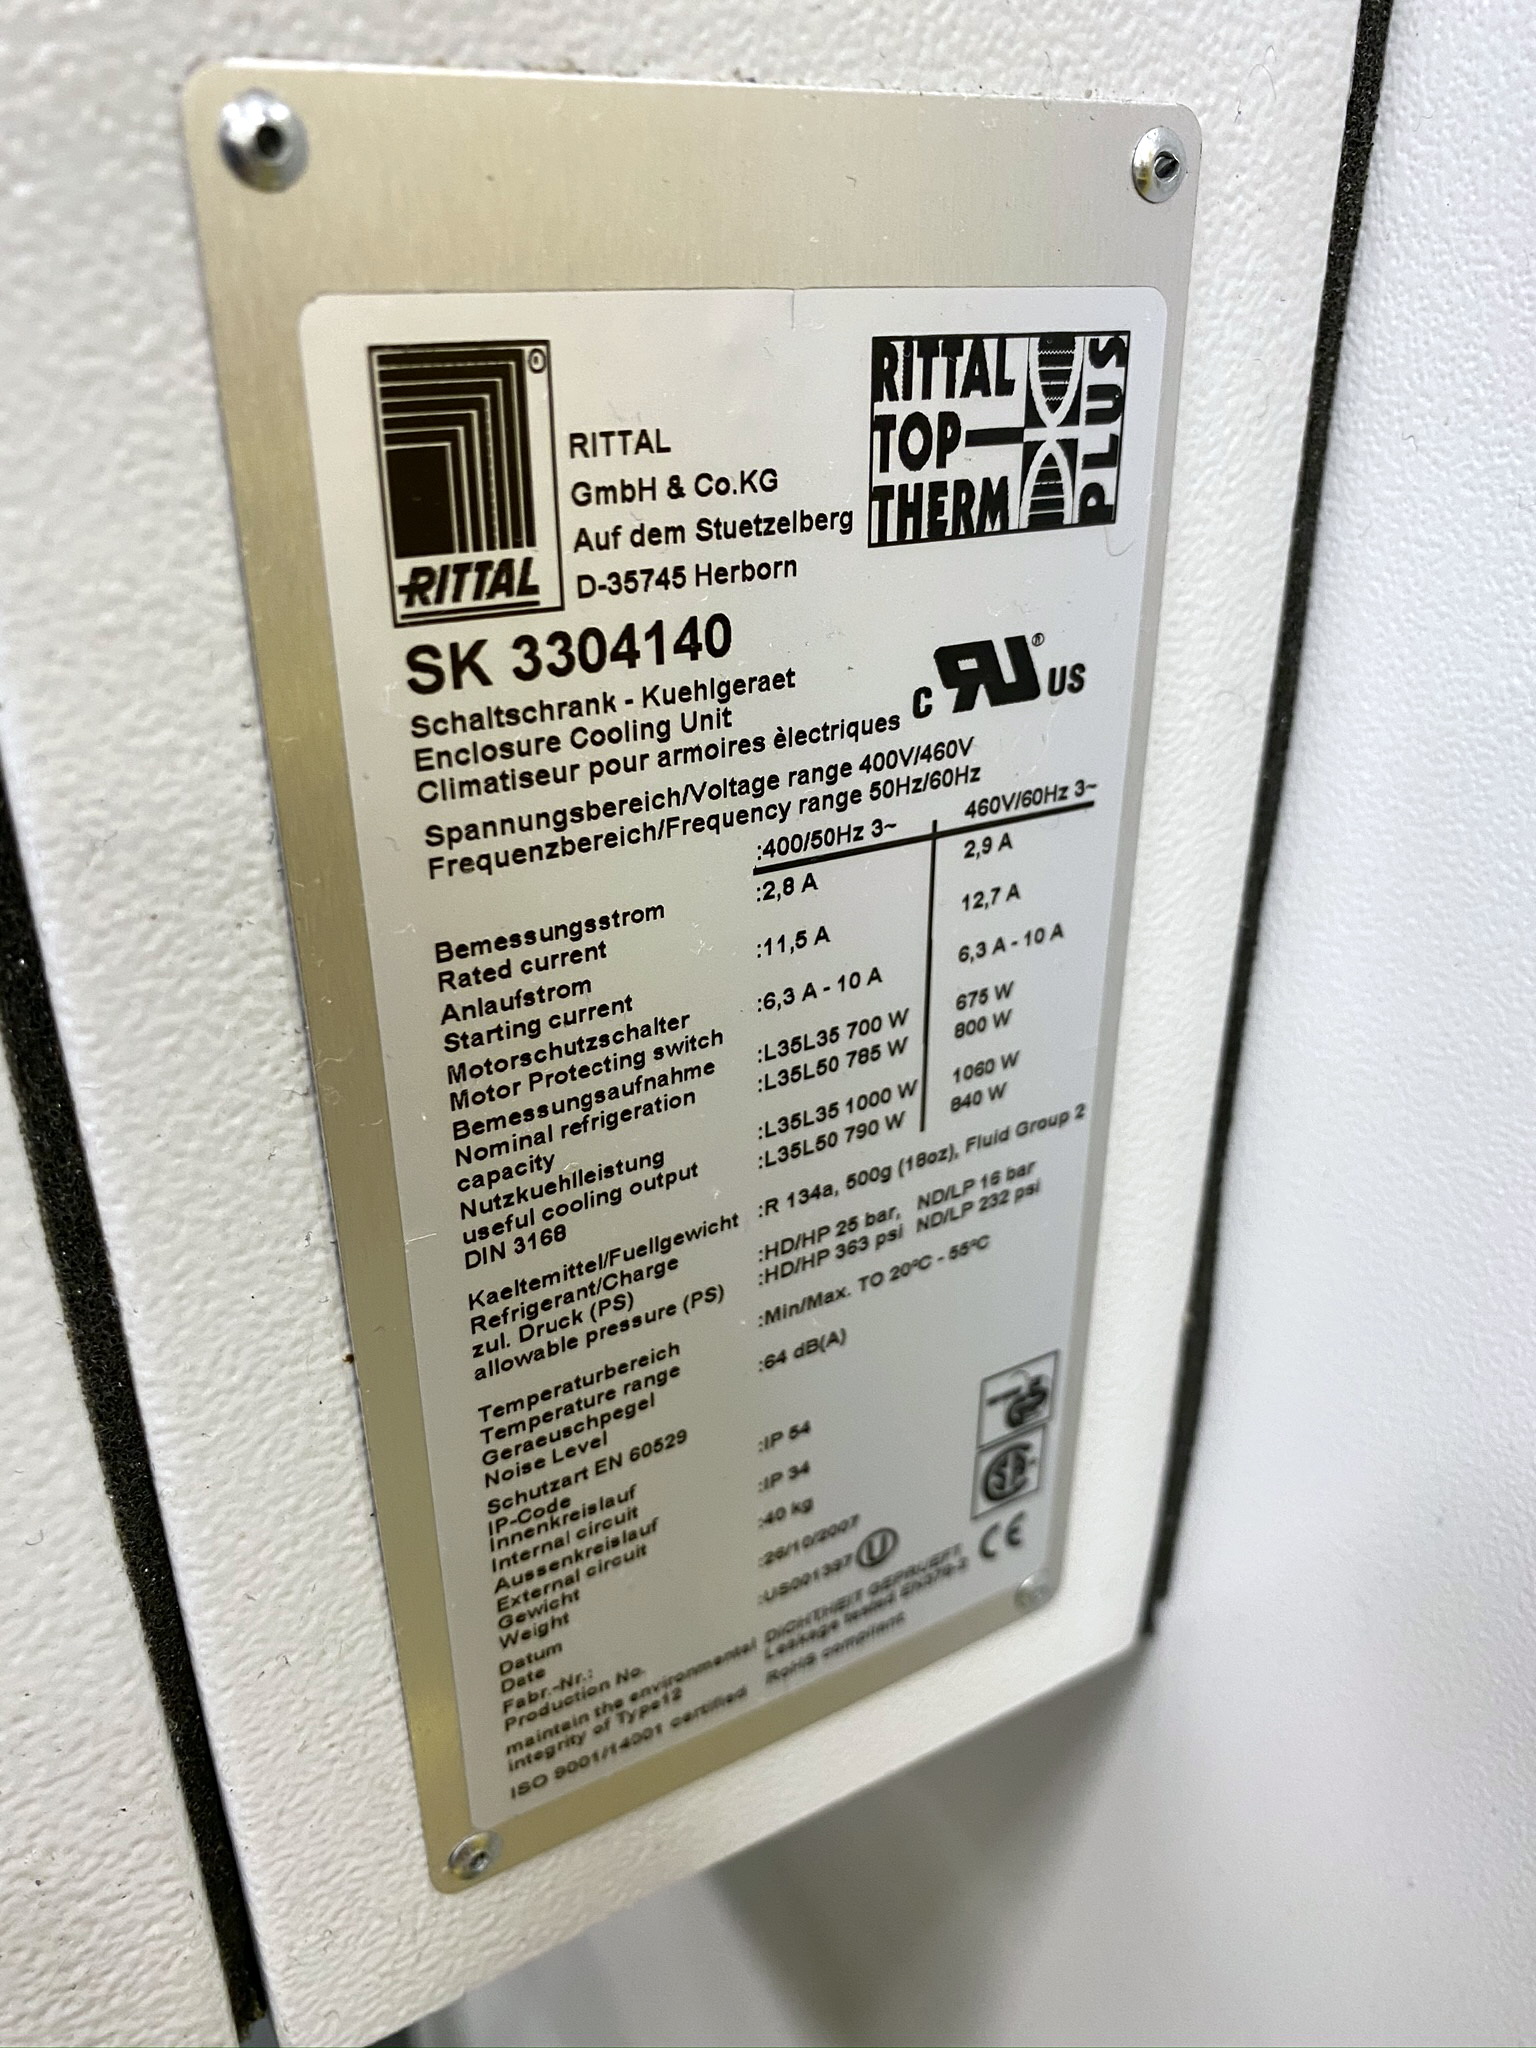 RITTAL
RITTAL
GmbH & Co.KG
Auf dem Stuetzelberg
D-35745 Herborn
RITTAL
TOP
THERM
PLUS
SK 3304140
Schaltschrank - Kuehlgeraet
Enclosure Cooling Unit
Climatiseur pour armoires èlectriques
C RU® US
Spannungsbereich/Voltage range 400V/460V
Frequenzbereich/Frequency range 50Hz/60Hz
:400/50Hz 3~ 460V/60Hz 3~
Bemessungsstrom :2,8 A 2,9 A
Rated current
Anlaufstrom :11,5 A 12,7 A
Starting current
Motorschutzschalter :6,3 A - 10 A 6,3 A - 10 A
Motor Protecting switch
Bemessungsaufnahme :L35L35 700 W 675 W
Nominal refrigeration :L35L50 785 W 800 W
capacity
Nutzkuehlleistung :L35L35 1000 W 1060 W
useful cooling output :L35L50 790 W 840 W
DIN 3168
Kaeltemittel/Fuellgewicht :R 134a, 500g (18oz), Fluid Group 2
Refrigerant/Charge
zul. Druck (PS) :HD/HP 25 bar, ND/LP 16 bar
allowable pressure (PS) :HD/HP 363 psi ND/LP 232 psi
Temperaturbereich :Min/Max. TO 20°C - 55°C
Temperature range
Geraeuschpegel :64 dB(A)
Noise Level
Schutzart EN 60529
IP-Code
Innenkreislauf :IP 54
Internal circuit
Aussenkreislauf :IP 34
External circuit
Gewicht :40 kg
Weight
Datum :26/10/2007
Date
Fabr.-Nr.: :US001397 U
Production No.
maintain the environmental DICHTHEIT GEPRUEFT
integrity of Type12 Leakage tested EN378-2
ISO 9001/14001 certified RoHS compliant
GS
CE